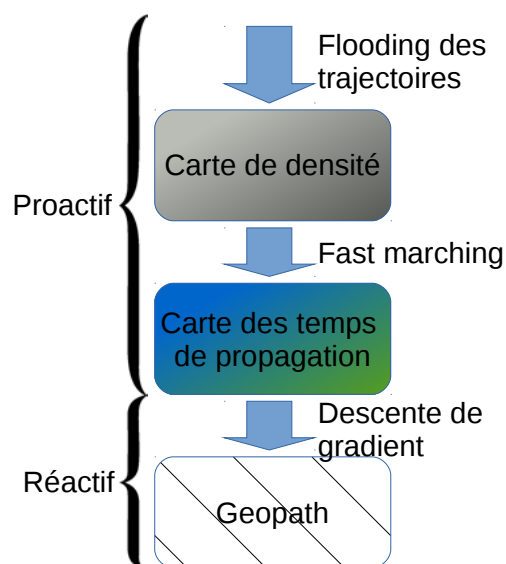 Flooding des
trajectoires
Carte de densité
Proactif
Fast marching
Carte des temps
de propagation
Descente de
gradient
Réactif
Geopath